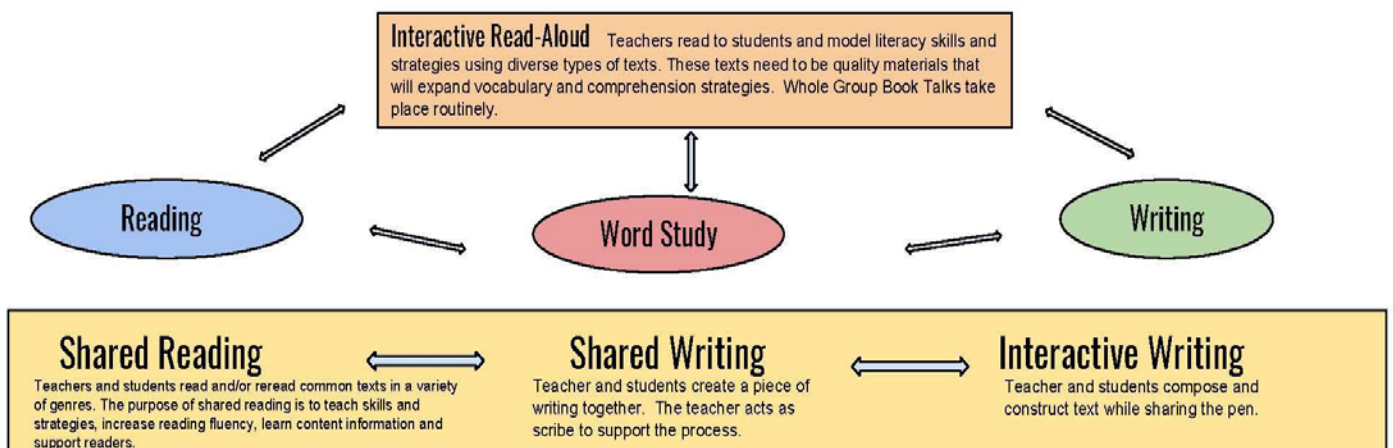 Interactive Read-Aloud Teachers read to students and model literacy skills and
strategies using diverse types of texts. These texts need to be quality materials that
will expand vocabulary and comprehension strategies. Whole Group Book Talks take
place routinely.
Reading
Word Study
Writing
Shared Reading
Teachers and students read and/or reread common texts in a variety
of genres. The purpose of shared reading is to teach skills and
strategies, increase reading fluency, learn content information and
support readers.
Shared Writing
Teacher and students create a piece of
writing together. The teacher acts as
scribe to support the process.
Interactive Writing
Teacher and students compose and
construct text while sharing the pen.